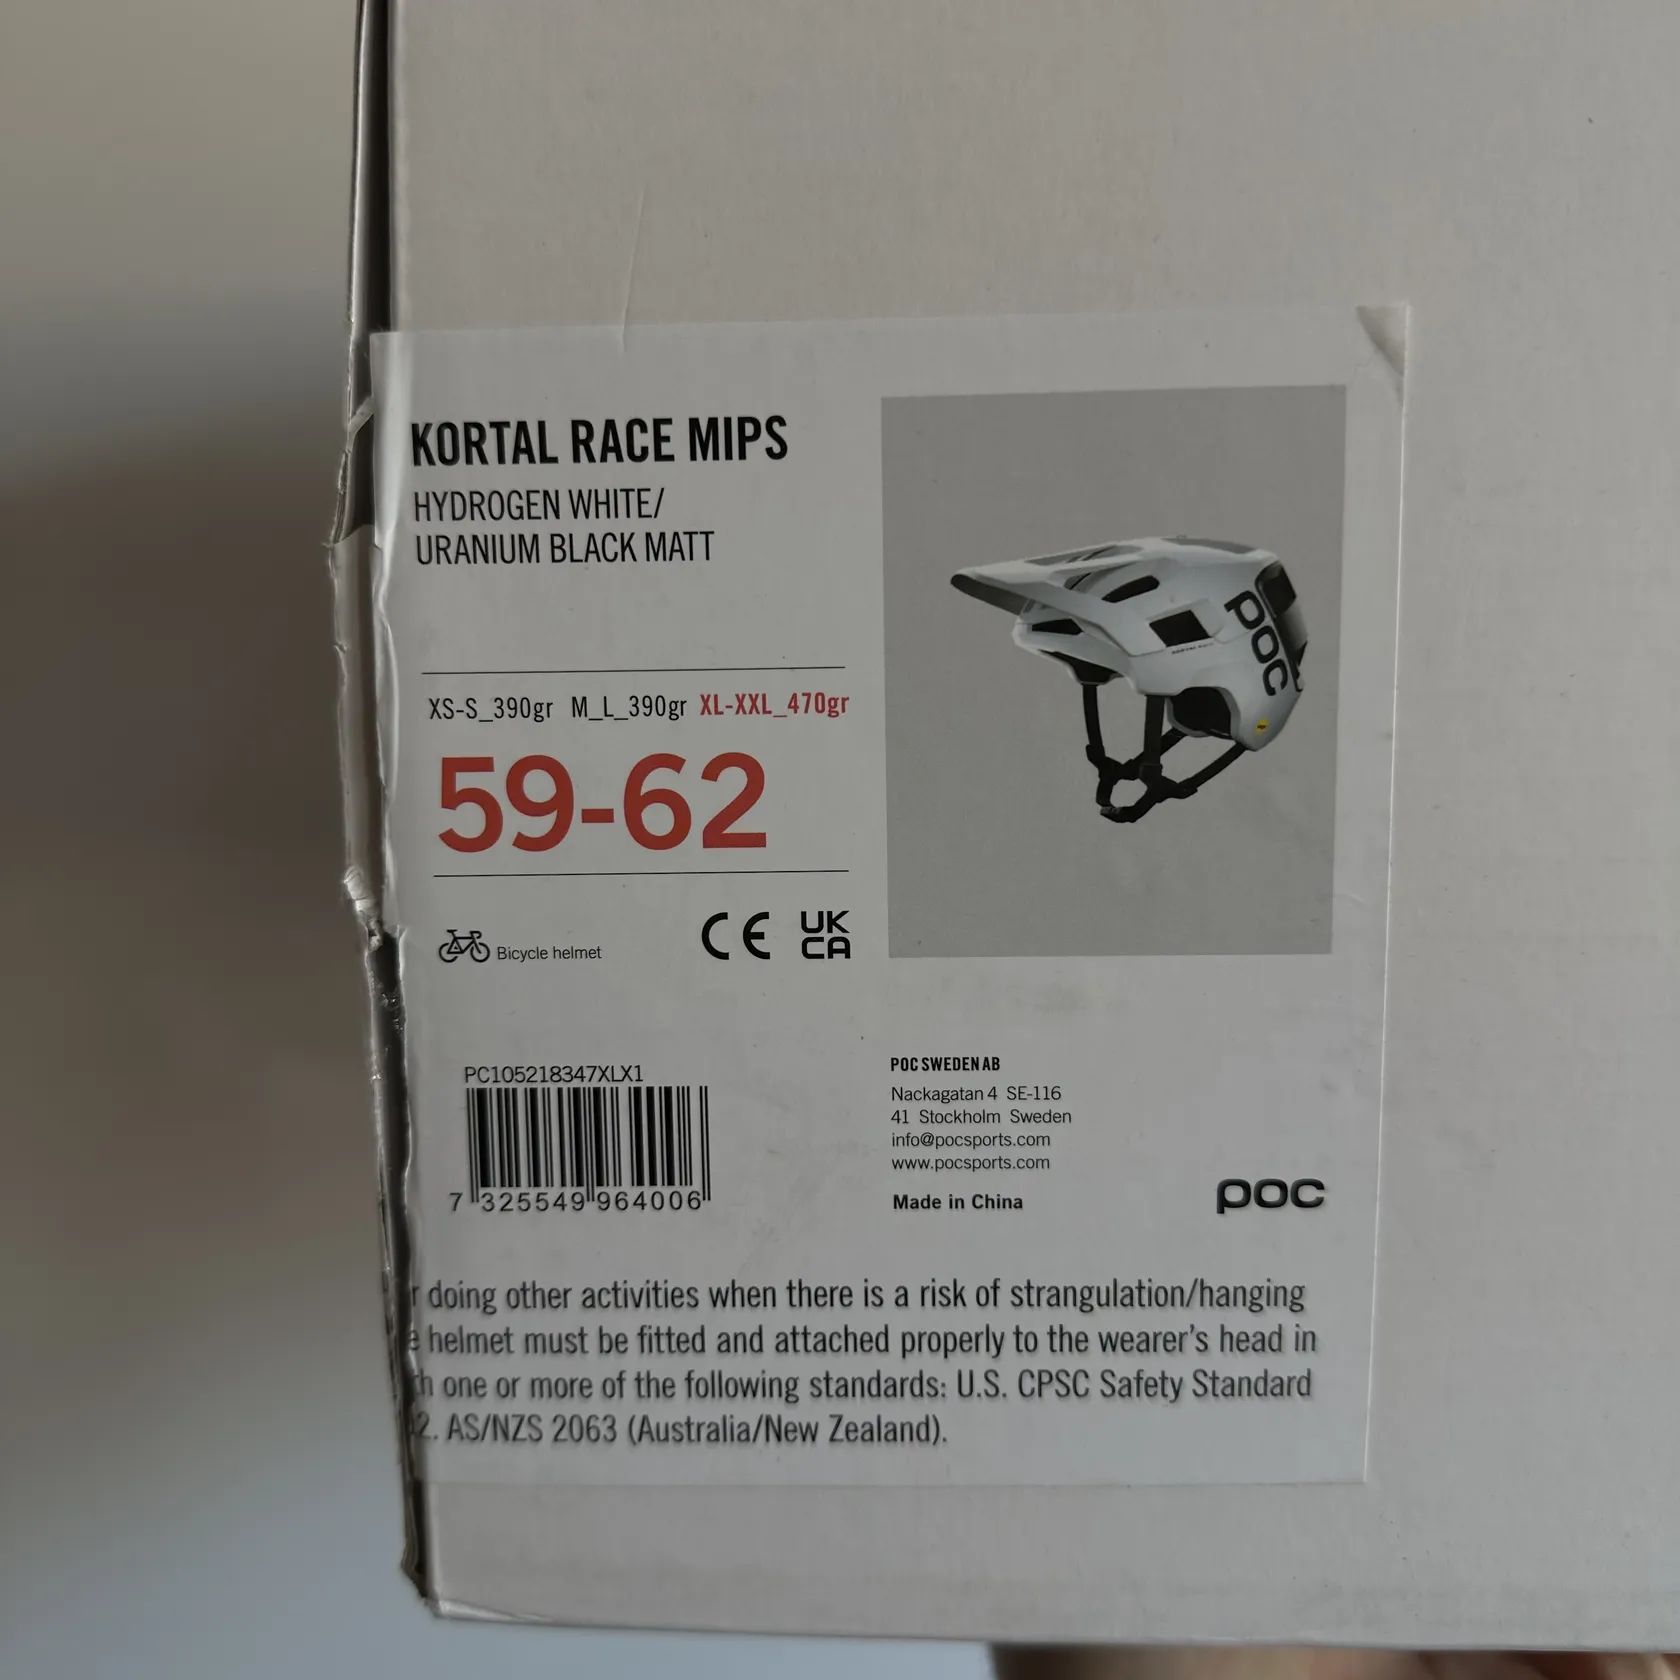 KORTAL RACE MIPS
HYDROGEN WHITE/
URANIUM BLACK MATT
XS-S_390gr M_L_390gr XL-XXL_470gr
59-62
Bicycle helmet
CE
UK
CA
poc
PC105218347XLX1
7 325549 964006
POC SWEDEN AB
Nackagatan 4 SE-116
41 Stockholm Sweden
info@pocsports.com
www.pocsports.com
Made in China
poc
doing other activities when there is a risk of strangulation/hanging
helmet must be fitted and attached properly to the wearer's head in
one or more of the following standards: U.S. CPSC Safety Standard
2. AS/NZS 2063 (Australia/New Zealand).